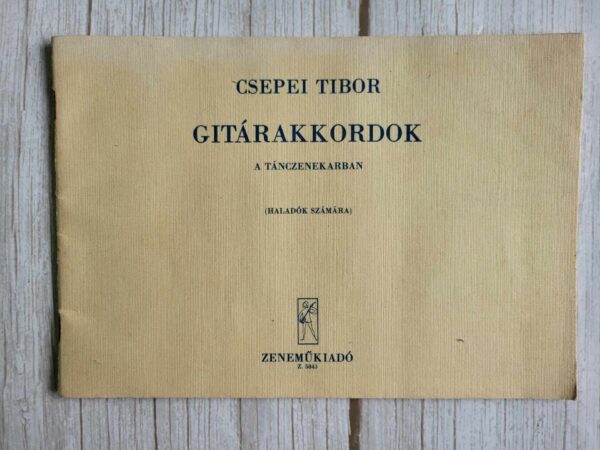 CSEPEI TIBOR
GITÁRAKKORDOK
A TÁNCZENEKARBAN
(HALADÓK SZÁMÁRA)
ZENEMŰKIADÓ
Z. 5043